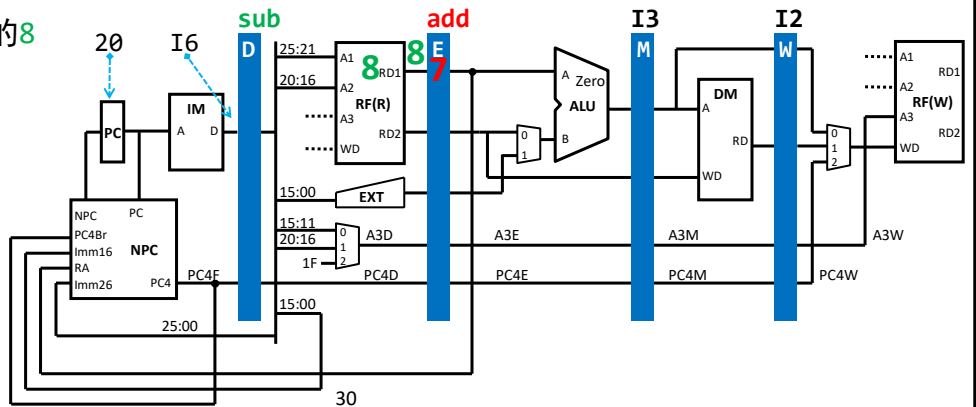 的8
20
I6
sub
add
I3
I2
D
E
M
W
25:21
20:16
15:00
15:11
20:16
1F
15:00
25:00
PC
IM
A
D
NPC
PC
PC4Br
Imm16
RA
Imm26
NPC
PC4
PC4F
A1
A2
A3
WD
RD1
RD2
RF(R)
8
8
7
EXT
0
1
0
1
2
A3D
PC4D
A3E
PC4E
A
B
Zero
ALU
A3M
PC4M
DM
A
RD
WD
0
1
2
A3W
PC4W
A1
A2
A3
WD
RD1
RD2
RF(W)
30